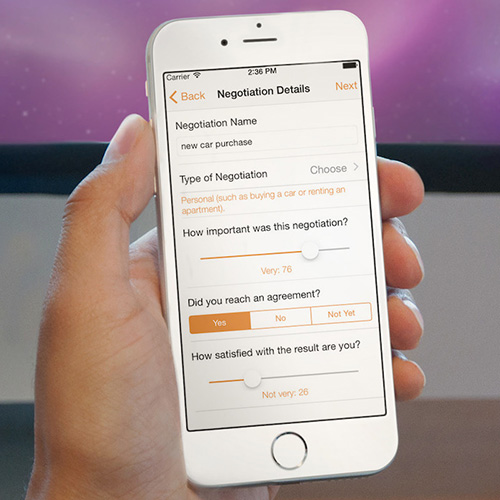 Carrier 2:36 PM
Back Negotiation Details Next
Negotiation Name
new car purchase
Type of Negotiation Choose
Personal (such as buying a car or renting an
apartment).
How important was this negotiation?
Very: 76
Did you reach an agreement?
Yes No Not Yet
How satisfied with the result are you?
Not very: 26